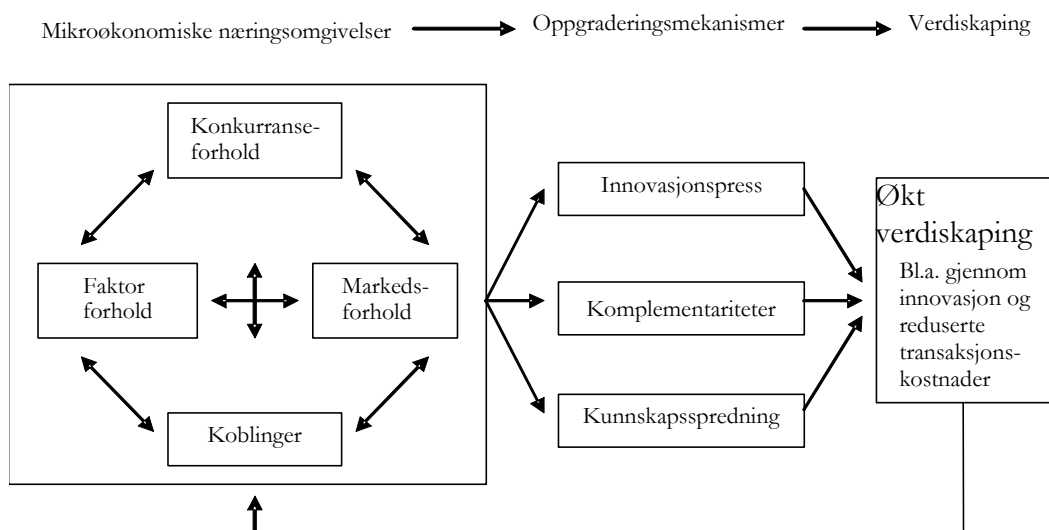 Mikroøkonomiske næringsomgivelser
Oppgraderingsmekanismer
Verdiskaping
Konkurranse-
forhold
Faktor
forhold
Markeds-
forhold
Koblinger
Innovasjonspress
Komplementariteter
Kunnskapsspredning
Økt
verdiskaping
Bl.a. gjennom
innovasjon og
reduserte
transaksjons-
kostnader